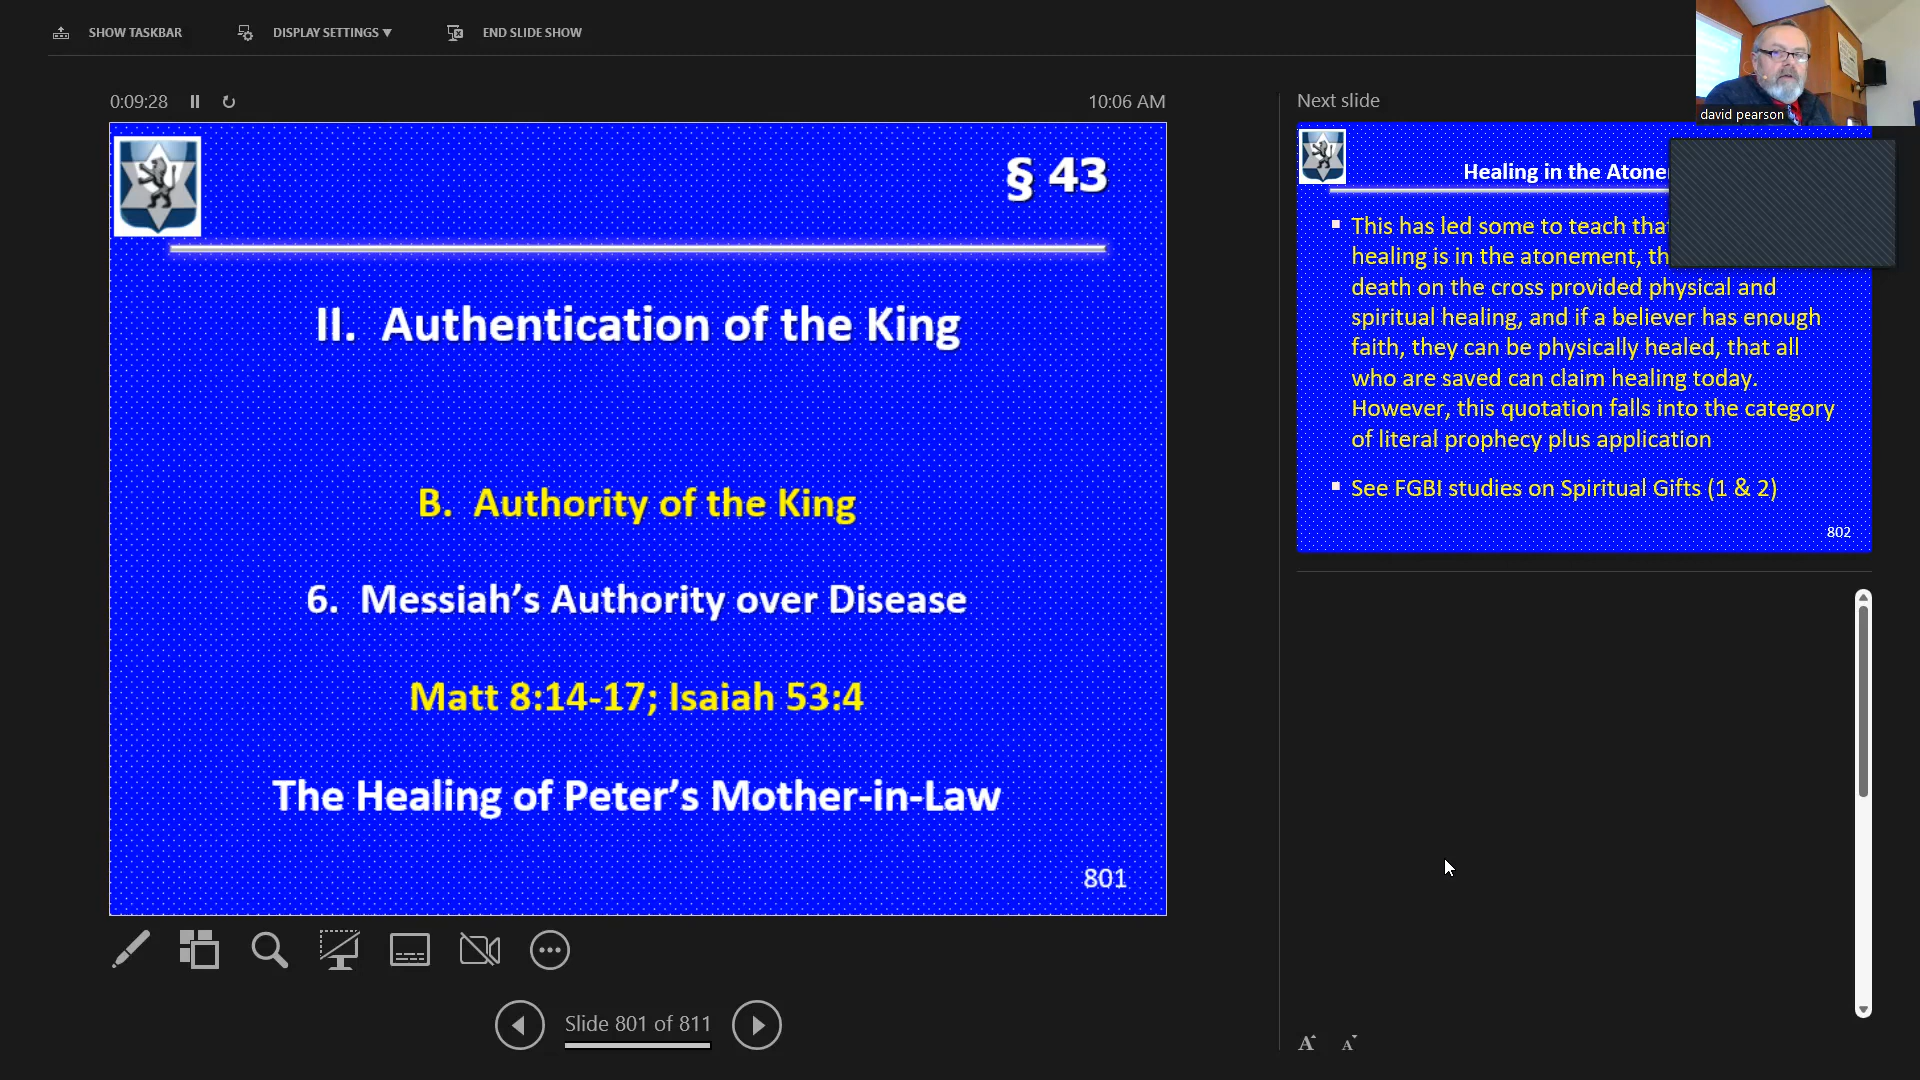 SHOW TASKBAR
DISPLAY SETTINGS ▼
END SLIDE SHOW
0:09:28
10:06 AM
§ 43
II. Authentication of the King
B. Authority of the King
6. Messiah’s Authority over Disease
Matt 8:14-17; Isaiah 53:4
The Healing of Peter’s Mother-in-Law
801
Slide 801 of 811
Next slide
david pearson
Healing in the
This has led some to teach
healing is in the atonement,
death on the cross provided physical and
spiritual healing, and if a believer has enough
faith, they can be physically healed, that all
who are saved can claim healing today.
However, this quotation falls into the category
of literal prophecy plus application
See FGBI studies on Spiritual Gifts (1 & 2)
802
A
A